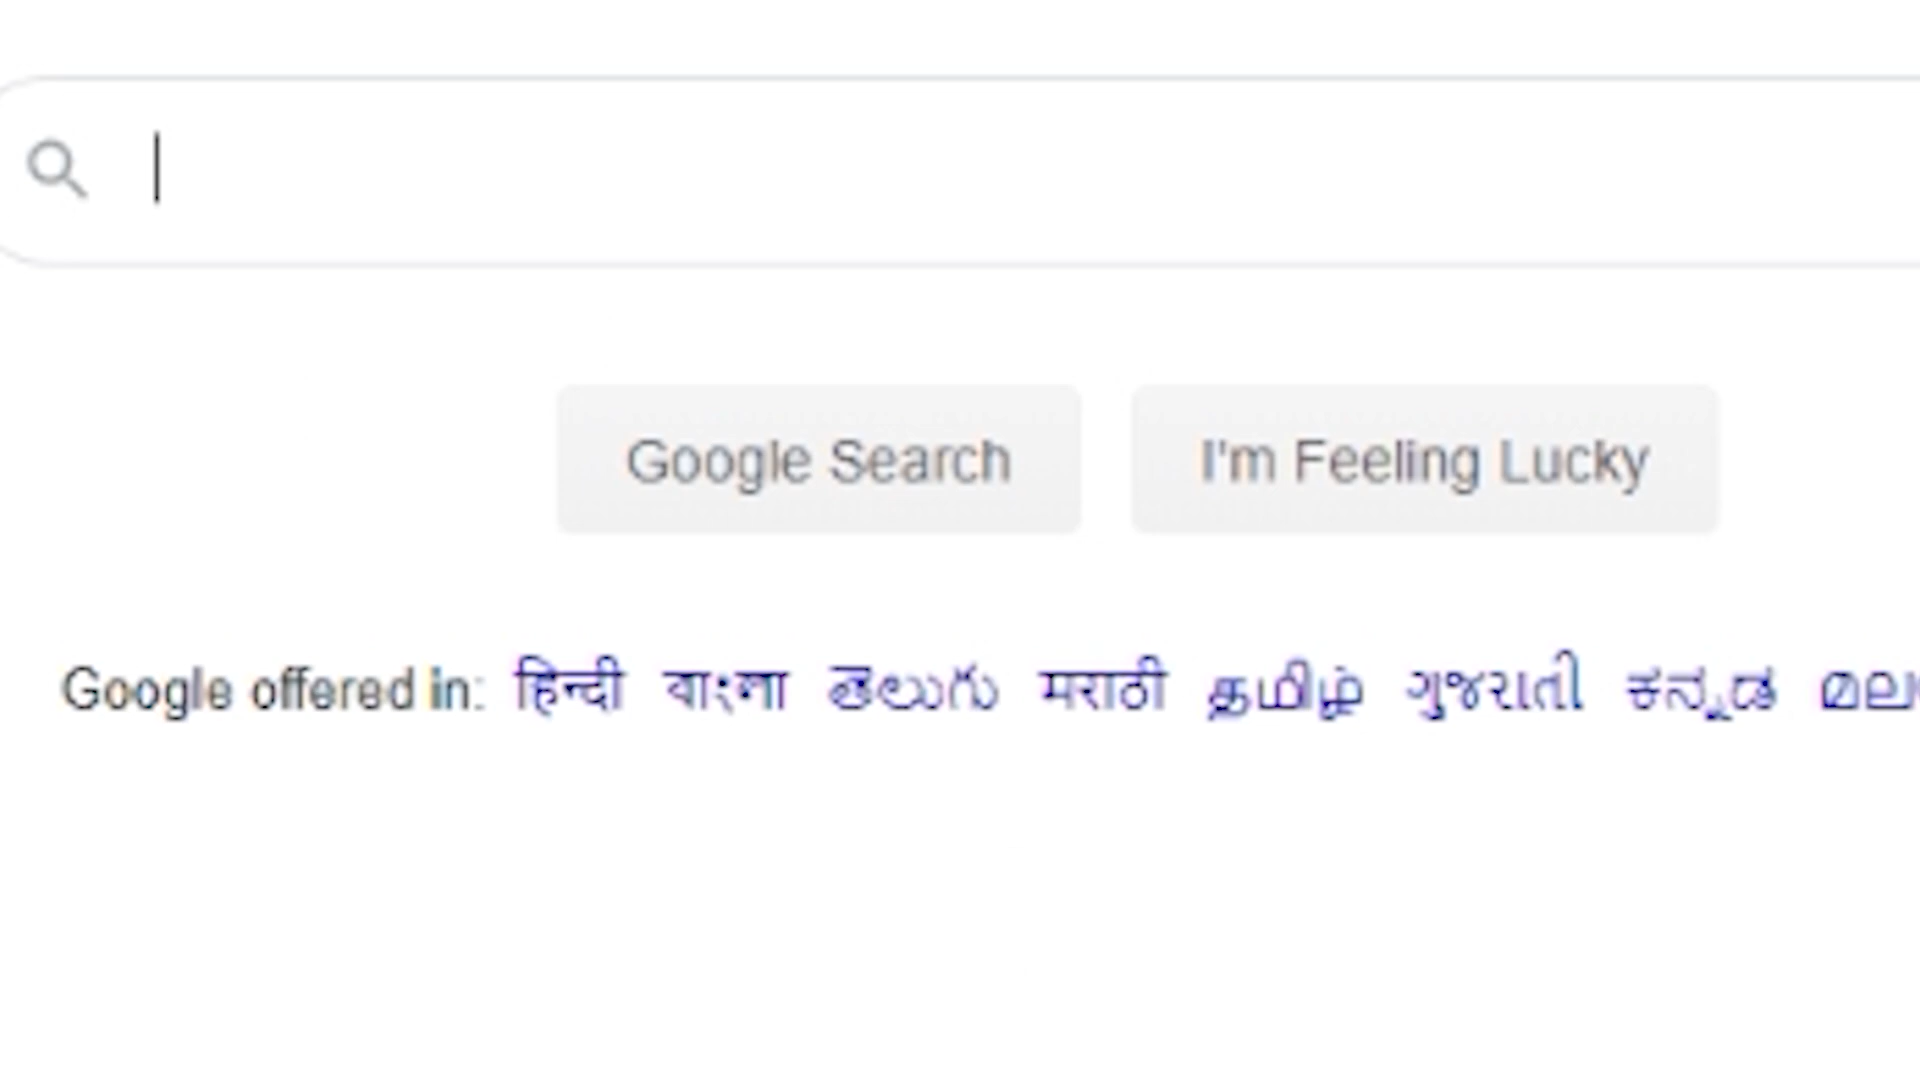 Google Search I'm Feeling Lucky
Google offered in: हिन्दी বাংলা తెలుగు मराठी தமிழ் ગુજરાતી ಕನ್ನಡ